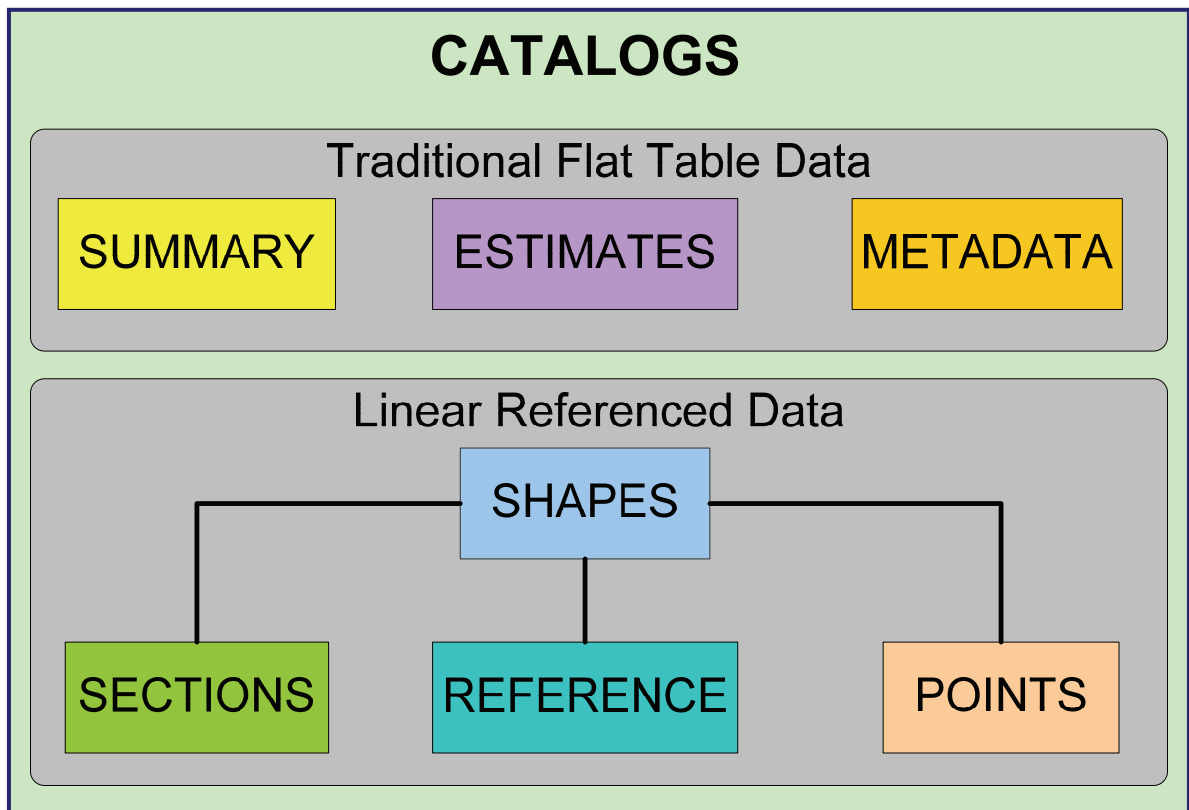 CATALOGS
Traditional Flat Table Data
SUMMARY
ESTIMATES
METADATA
Linear Referenced Data
SHAPES
SECTIONS
REFERENCE
POINTS